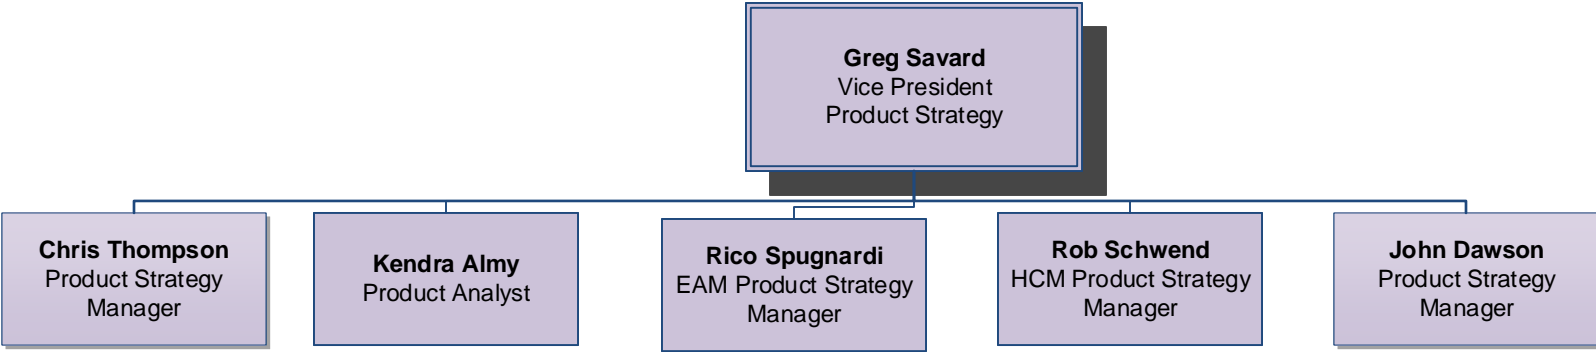 Greg Savard
Vice President
Product Strategy
Chris Thompson
Product Strategy
Manager
Kendra Almy
Product Analyst
Rico Spugnardi
EAM Product Strategy
Manager
Rob Schwend
HCM Product Strategy
Manager
John Dawson
Product Strategy
Manager